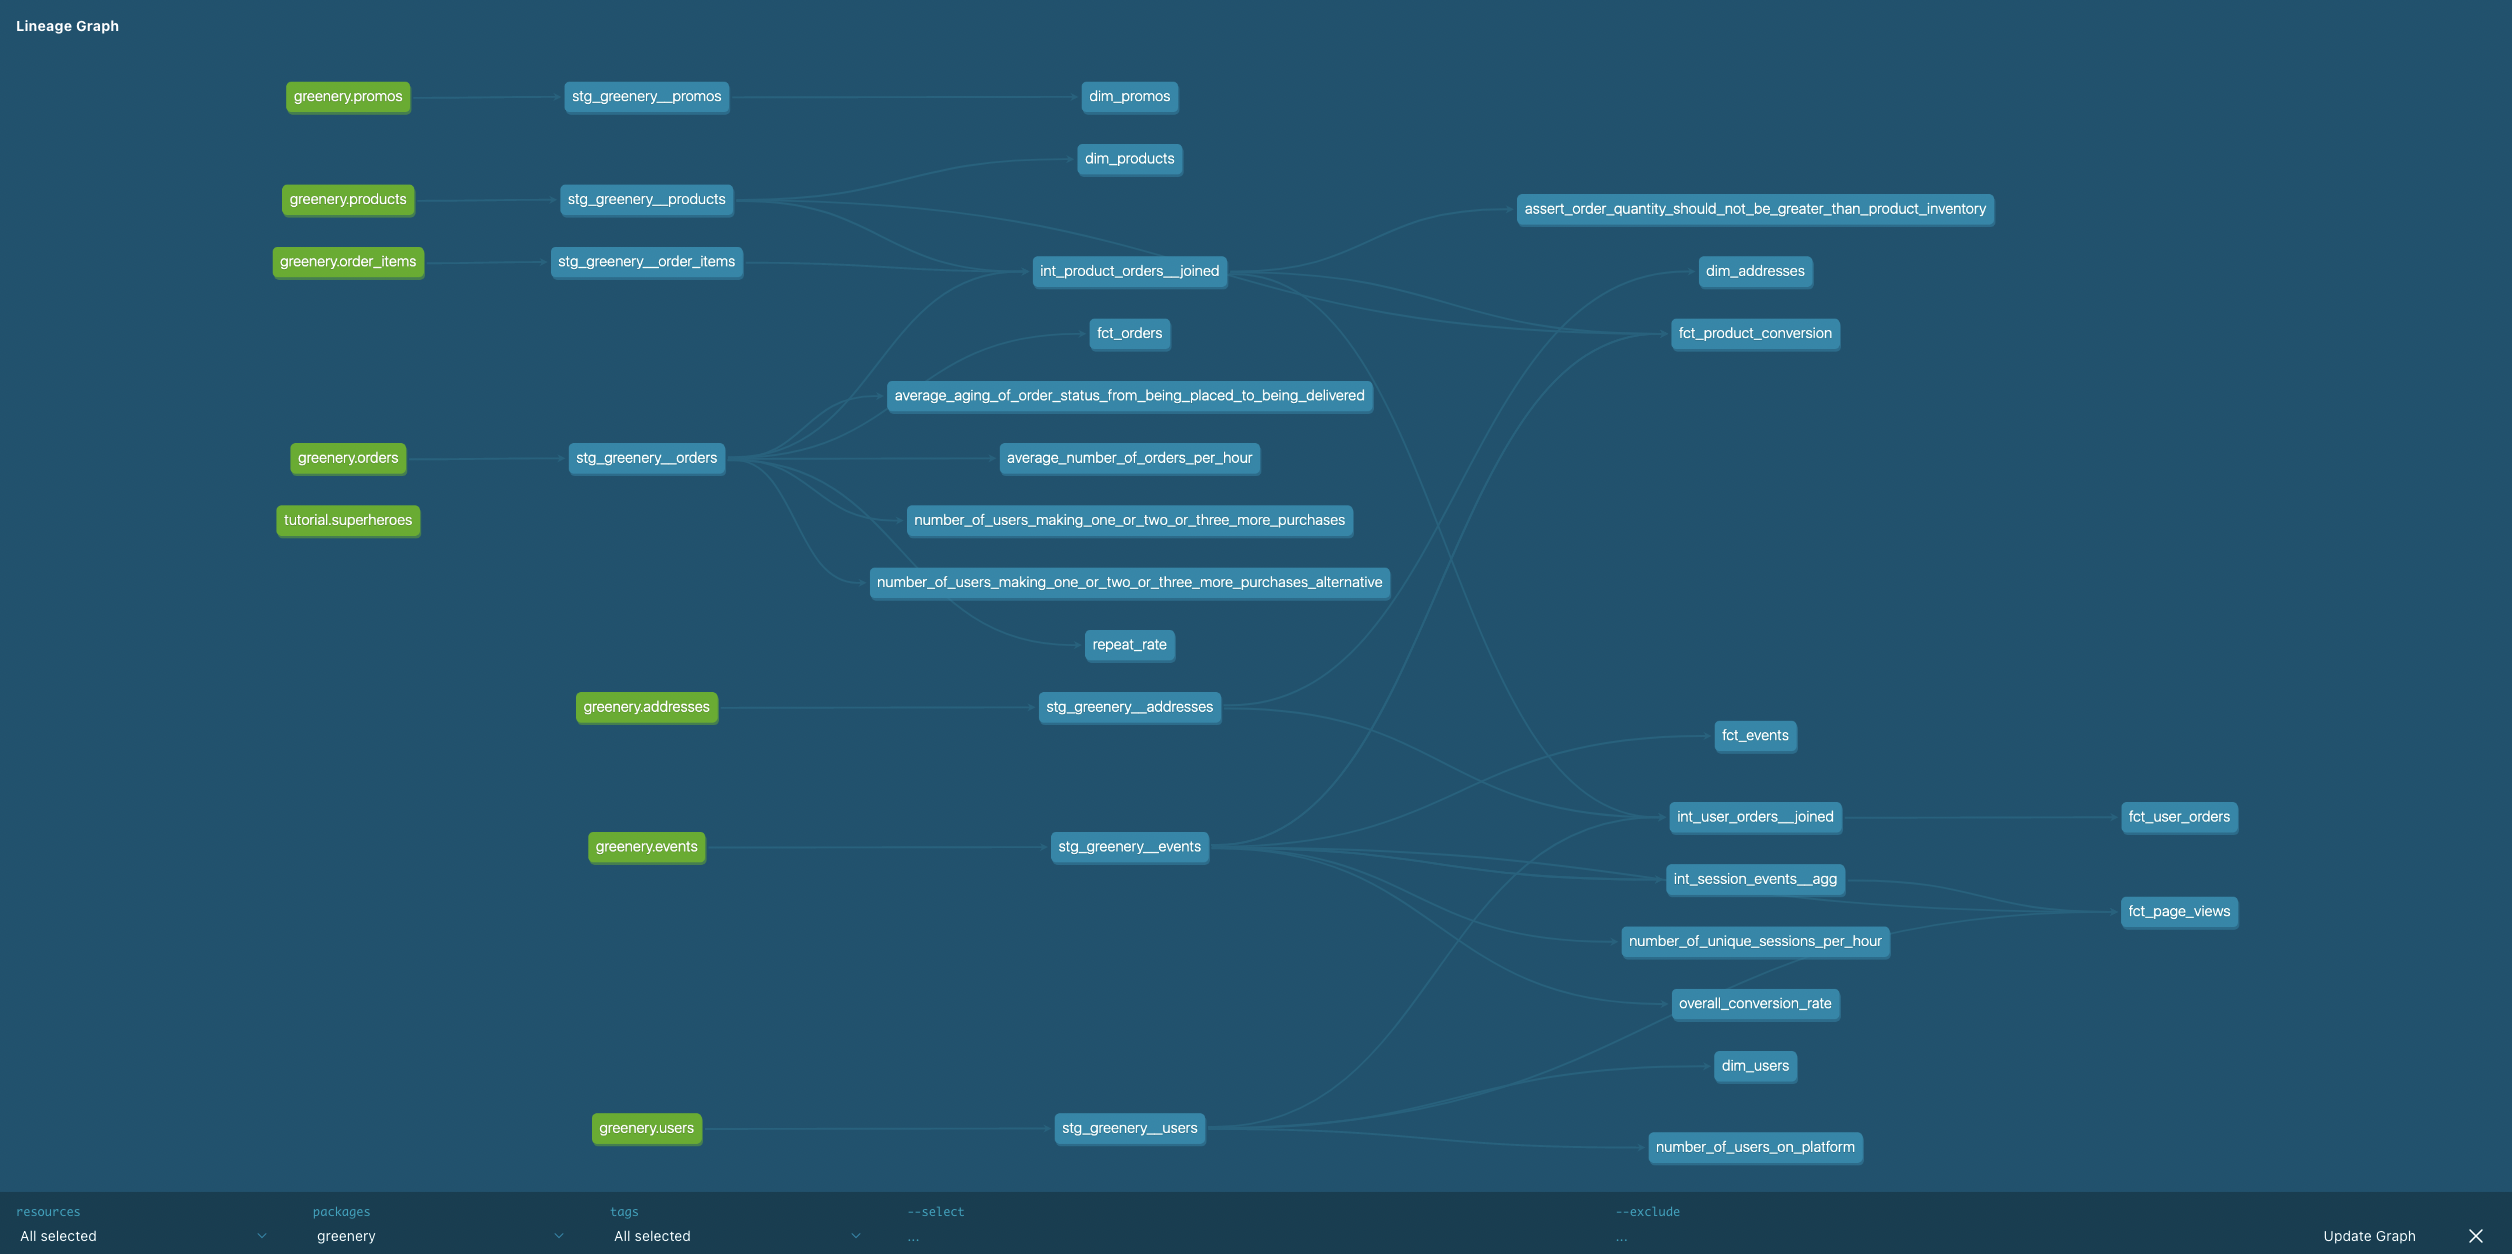 Lineage Graph
greenery.promos
stg_greenery__promos
dim_promos
dim_products
greenery.products
stg_greenery__products
assert_order_quantity_should_not_be_greater_than_product_inventory
greenery.order_items
stg_greenery__order_items
int_product_orders__joined
dim_addresses
fct_orders
fct_product_conversion
average_aging_of_order_status_from_being_placed_to_being_delivered
greenery.orders
stg_greenery__orders
average_number_of_orders_per_hour
tutorial.superheroes
number_of_users_making_one_or_two_or_three_more_purchases
number_of_users_making_one_or_two_or_three_more_purchases_alternative
repeat_rate
greenery.addresses
stg_greenery__addresses
fct_events
int_user_orders__joined
fct_user_orders
greenery.events
stg_greenery__events
int_session_events__agg
fct_page_views
number_of_unique_sessions_per_hour
overall_conversion_rate
dim_users
greenery.users
stg_greenery__users
number_of_users_on_platform
resources
packages
tags
--select
--exclude
All selected
greenery
All selected
...
...
Update Graph